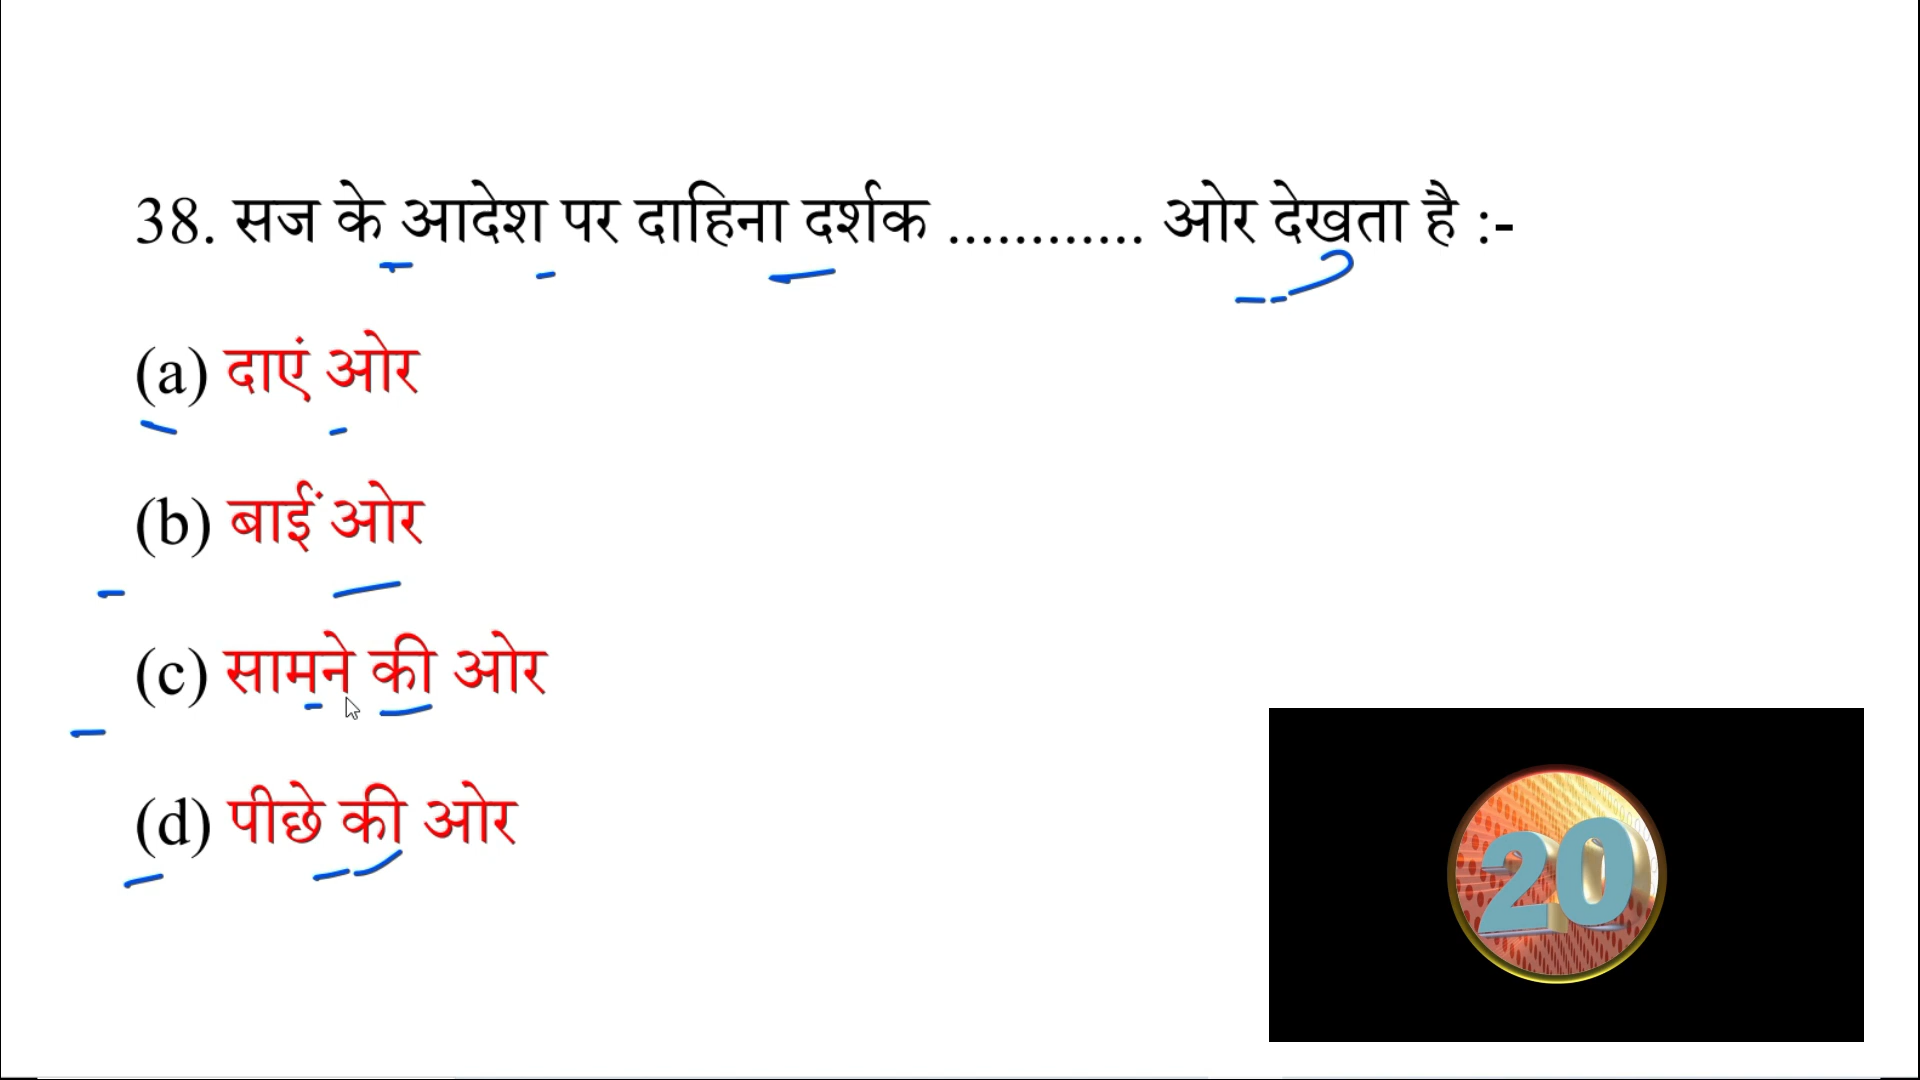 38. सज के आदेश पर दाहिना दर्शक ............ ओर देखता है :-
(a) दाएं ओर
(b) बाईं ओर
(c) सामने की ओर
(d) पीछे की ओर
20